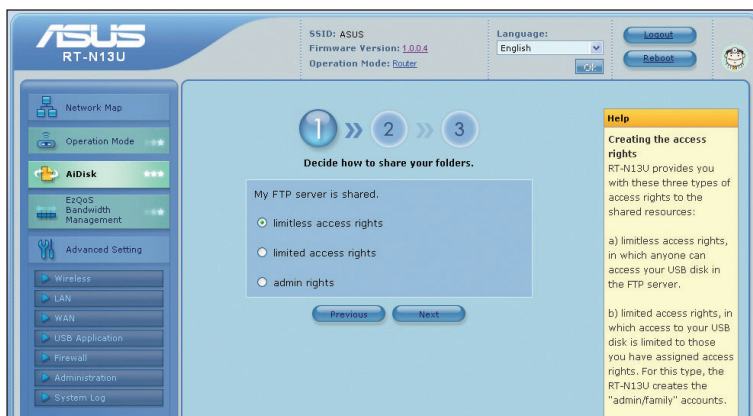 ASUS
RT-N13U
SSID: ASUS
Firmware Version: 1.0.0.4
Operation Mode: Router
Language:
English
Ok
Logout
Reboot
Network Map
Operation Mode
AiDisk
EzQoS
Bandwidth
Management
Advanced Setting
Wireless
LAN
WAN
USB Application
Firewall
Administration
System Log
1 » 2 » 3
Decide how to share your folders.
My FTP server is shared.
limitless access rights
limited access rights
admin rights
Previous
Next
Help
Creating the access
rights
RT-N13U provides you
with these three types of
access rights to the
shared resources:
a) limitless access rights,
in which anyone can
access your USB disk in
the FTP server.
b) limited access rights, in
which access to your USB
disk is limited to those
you have assigned access
rights. For this type, the
RT-N13U creates the
"admin/family" accounts.